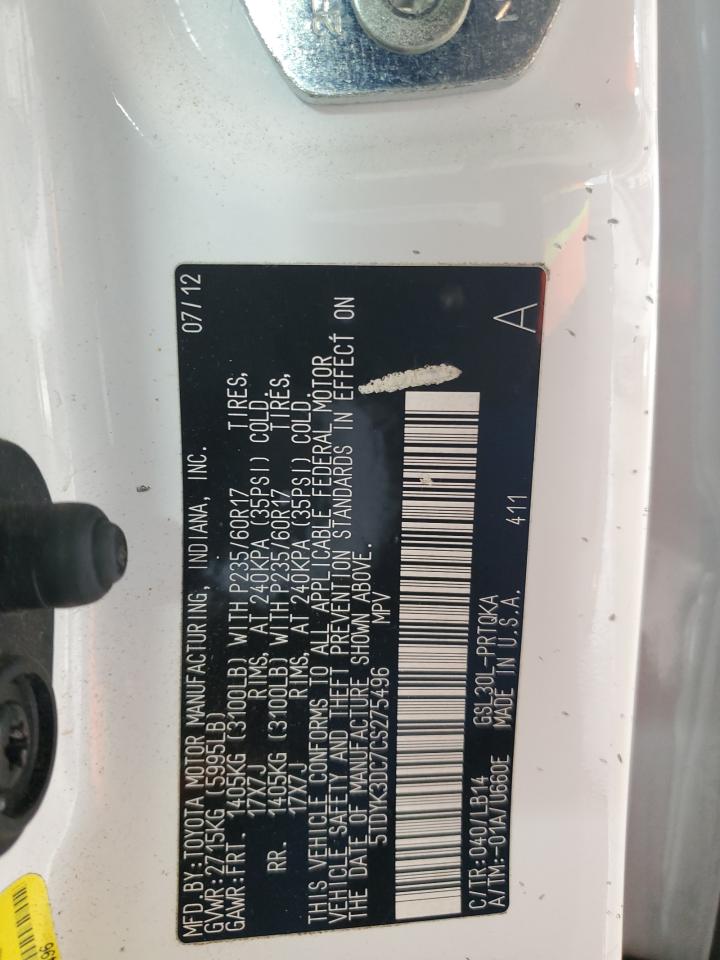 MFD.BY:TOYOTA MOTOR MANUFACTURING, INDIANA, INC. 07/12
GVWR:2715KG (5995LB)
GAWR:FRT. 1405KG (3100LB) WITH P235/60R17 TIRES,
17X7J RIMS, AT 240KPA (35PSI) COLD.
RR. 1405KG (3100LB) WITH P235/60R17 TIRES,
17X7J RIMS, AT 240KPA (35PSI) COLD.
THIS VEHICLE CONFORMS TO ALL APPLICABLE FEDERAL MOTOR
VEHICLE SAFETY AND THEFT PREVENTION STANDARDS IN EFFECT ON
THE DATE OF MANUFACTURE SHOWN ABOVE.
5TDYK3DC7CS275496 MPV
C/TR:040/LB14 GSL30L-PRTQKA
A/TM:-01A/U660E MADE IN U.S.A. 411 A